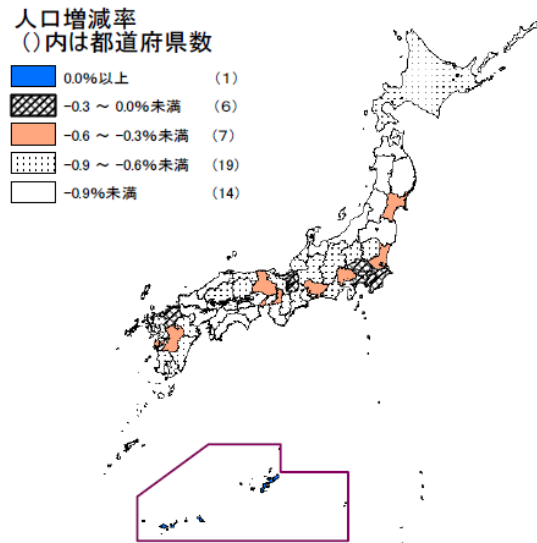 人口増減率
()内は都道府県数
0.0%以上 (1)
-0.3 ～ 0.0%未満 (6)
-0.6 ～ -0.3%未満 (7)
-0.9 ～ -0.6%未満 (19)
-0.9%未満 (14)